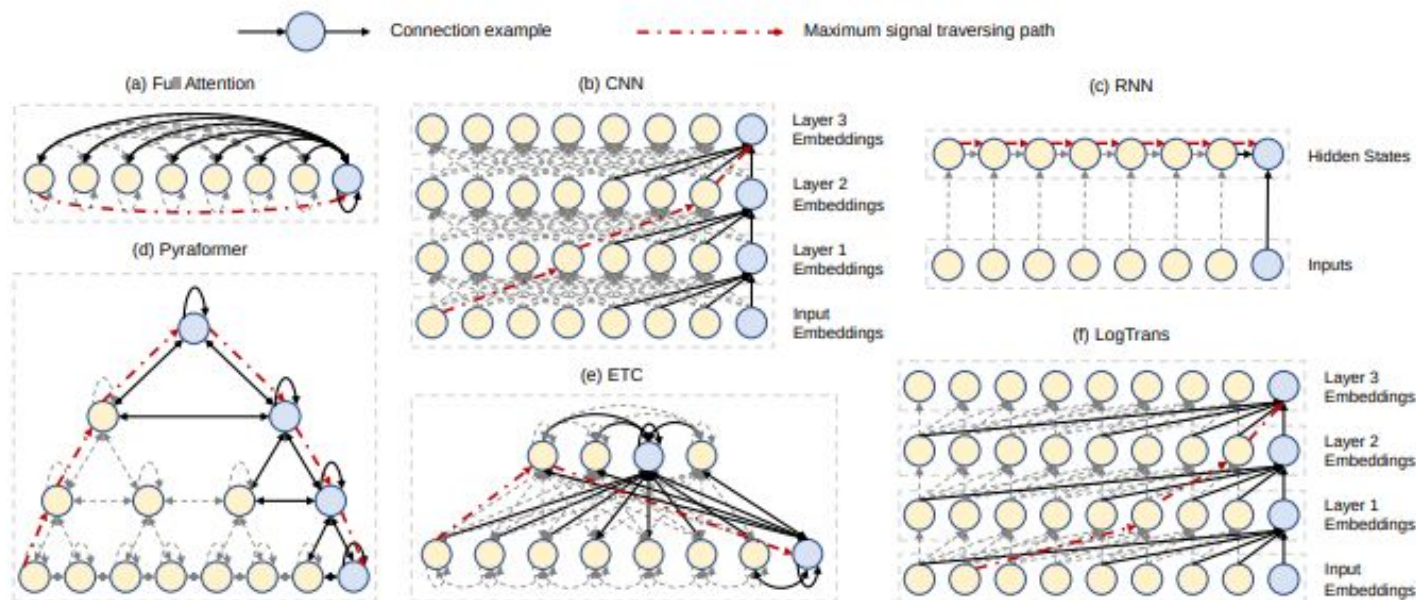 Connection example
Maximum signal traversing path
(a) Full Attention
(b) CNN
Layer 3
Embeddings
Layer 2
Embeddings
Layer 1
Embeddings
Input
Embeddings
(c) RNN
Hidden States
Inputs
(d) Pyraformer
(e) ETC
(f) LogTrans
Layer 3
Embeddings
Layer 2
Embeddings
Layer 1
Embeddings
Input
Embeddings